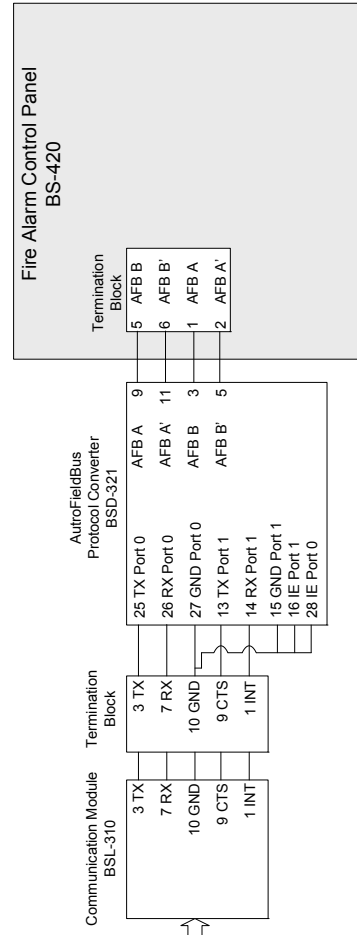 Communication Module
BSL-310
3 TX
7 RX
10 GND
9 CTS
1 INT
Termination
Block
3 TX
7 RX
10 GND
9 CTS
1 INT
AutroFieldBus
Protocol Converter
BSD-321
25 TX Port 0
26 RX Port 0
27 GND Port 0
13 TX Port 1
14 RX Port 1
15 GND Port 1
16 IE Port 1
28 IE Port 0
AFB A 9
AFB A' 11
AFB B 3
AFB B' 5
Fire Alarm Control Panel
BS-420
Termination
Block
5 AFB B
6 AFB B'
1 AFB A
2 AFB A'